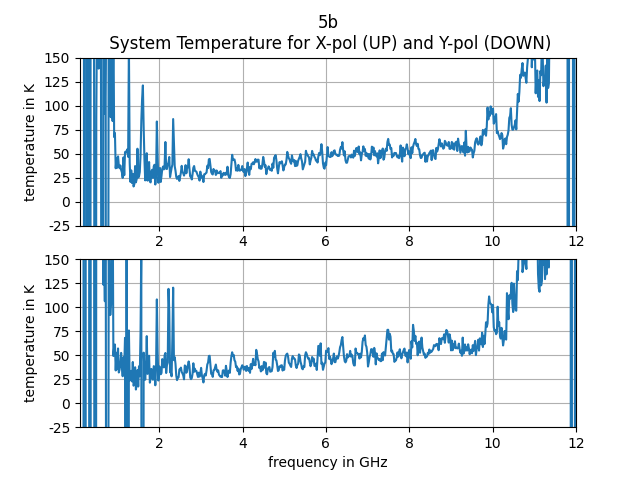 5b
System Temperature for X-pol (UP) and Y-pol (DOWN)
temperature in K
150
125
100
75
50
25
0
-25
2 4 6 8 10 12
temperature in K
150
125
100
75
50
25
0
-25
2 4 6 8 10 12
frequency in GHz